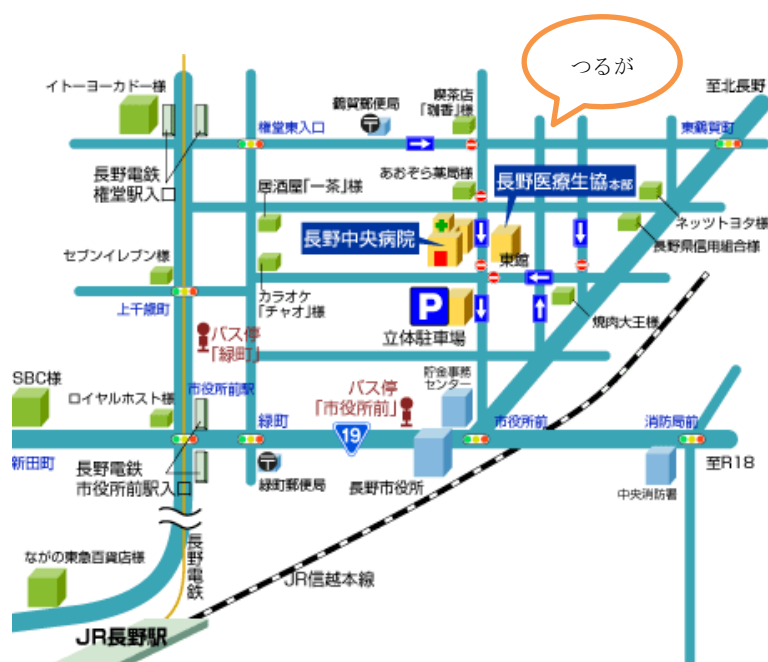 つるが
イトーヨーカドー様
喫茶店
「珈香」様
至北長野
鶴賀郵便局
権堂東入口
東鶴賀町
長野電鉄
権堂駅入口
あおぞら薬局様
長野医療生協本部
居酒屋「一茶」様
ネッツトヨタ様
長野中央病院
長野県信用組合様
セブンイレブン様
東館
カラオケ
「チャオ」様
上千歳町
P
焼肉大王様
立体駐車場
バス停
「緑町」
貯金事務
センター
SBC様
市役所前駅
バス停
「市役所前」
ロイヤルホスト様
緑町
19
市役所前
消防局前
新田町
長野電鉄
市役所前駅入口
緑町郵便局
長野市役所
至R18
中央消防署
ながの東急百貨店様
長野電鉄
JR信越本線
JR長野駅